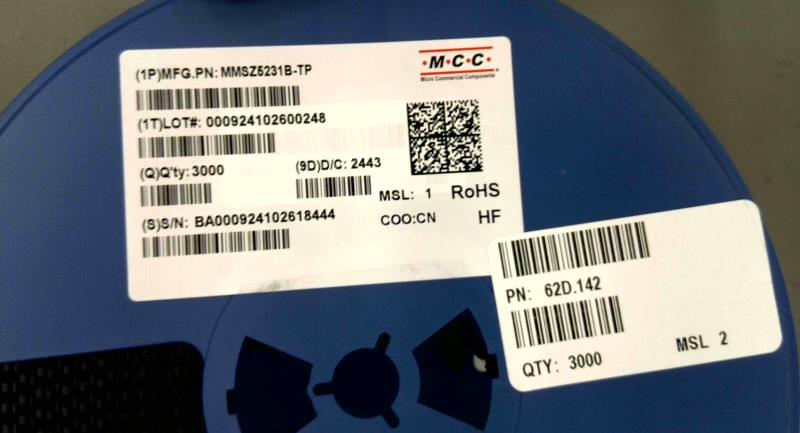 (1P)MFG.PN: MMSZ5231B-TP
·M·C·C·
Micro Commercial Components
(1T)LOT#: 000924102600248
(Q)Q'ty: 3000 (9D)D/C: 2443
MSL: 1 RoHS
(S)S/N: BA000924102618444
COO:CN HF
PN: 62D.142
QTY: 3000 MSL 2